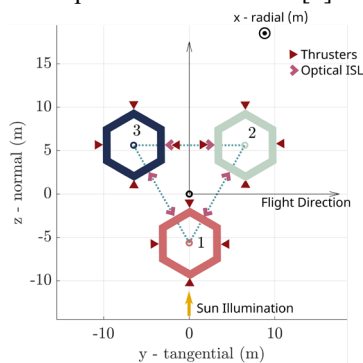 x - radial (m)
Thrusters
Optical ISL
15
10
5
0
-5
-10
3
2
1
Flight Direction
Sun Illumination
-10
0
10
z - normal (m)
y - tangential (m)